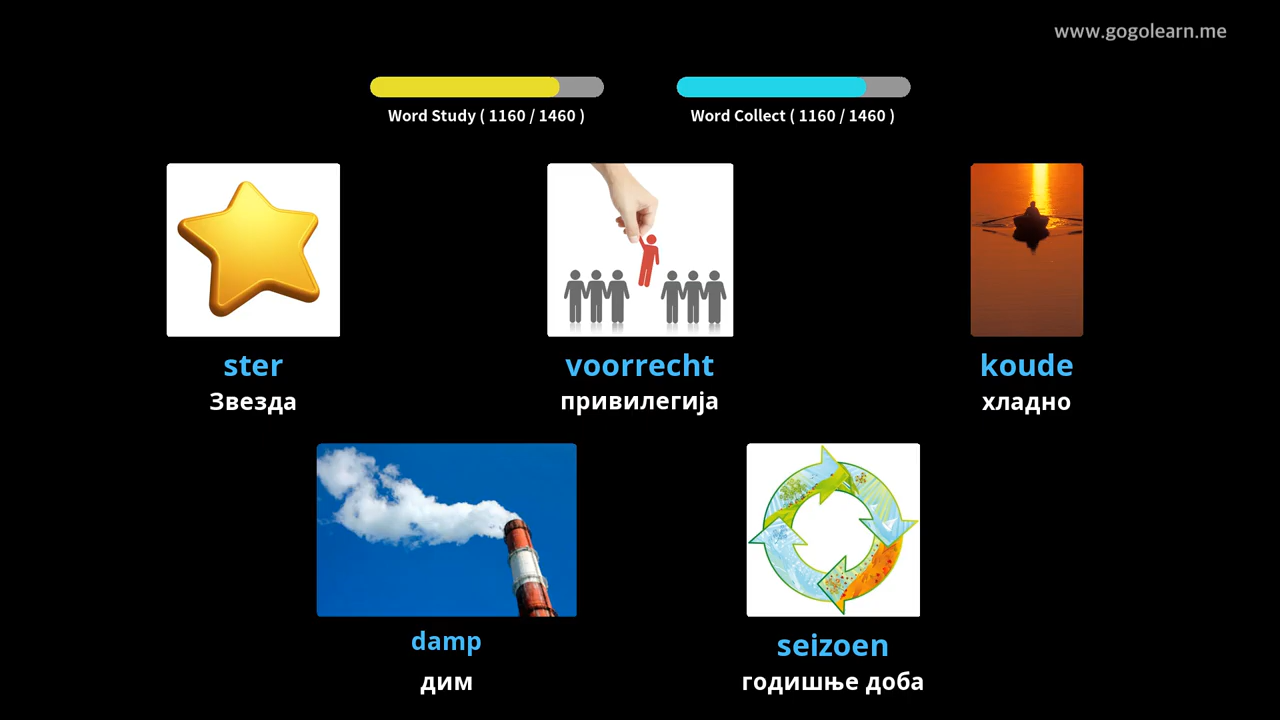 www.gogolearn.me
Word Study ( 1160 / 1460 )
Word Collect ( 1160 / 1460 )
ster
Звезда
voorrecht
привилегија
koude
хладно
damp
дим
seizoen
годишње доба